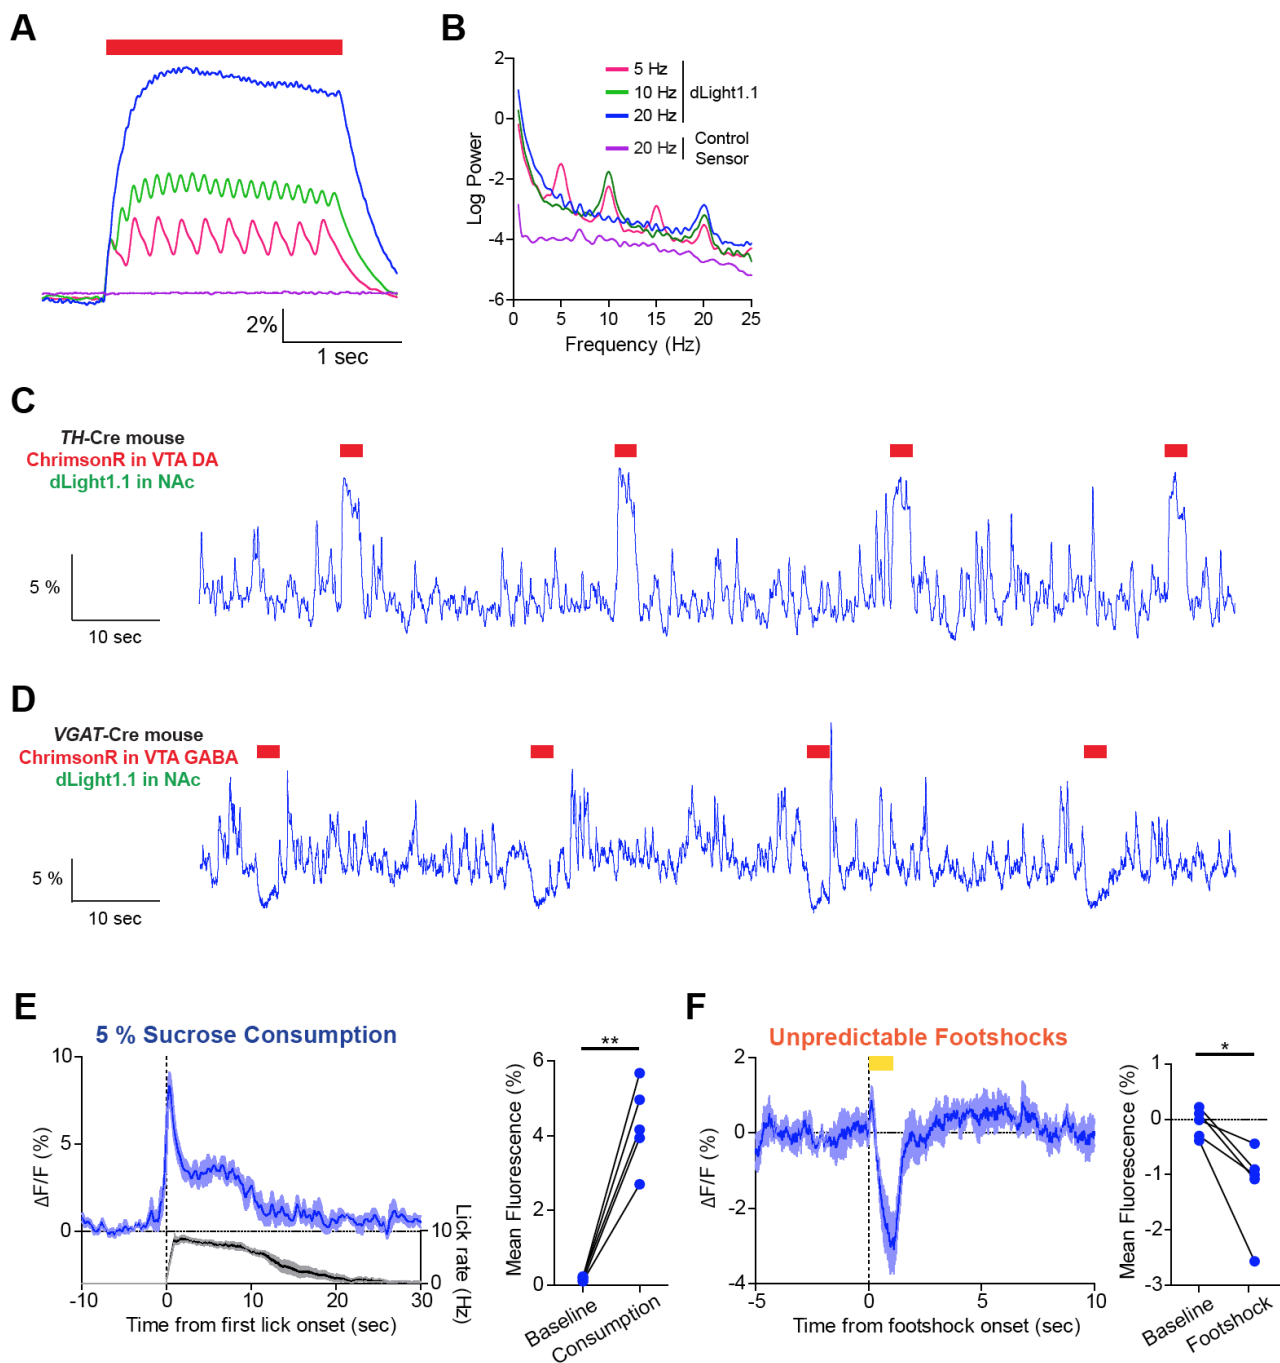 A
2%
1 sec
B
2
0
-2
-4
-6
Log Power
0
5
10
15
20
25
Frequency (Hz)
5 Hz
10 Hz
20 Hz
dLight1.1
20 Hz
Control
Sensor
C
TH-Cre mouse
ChrimsonR in VTA DA
dLight1.1 in NAc
5 %
10 sec
D
VGAT-Cre mouse
ChrimsonR in VTA GABA
dLight1.1 in NAc
5 %
10 sec
E
5 % Sucrose Consumption
10
5
0
ΔF/F (%)
10
0
Lick rate (Hz)
-10
0
10
20
30
Time from first lick onset (sec)
**
6
4
2
0
Mean Fluorescence (%)
Baseline
Consumption
F
Unpredictable Footshocks
2
0
-2
-4
ΔF/F (%)
-5
0
5
10
Time from footshock onset (sec)
*
1
0
-1
-2
-3
Mean Fluorescence (%)
Baseline
Footshock